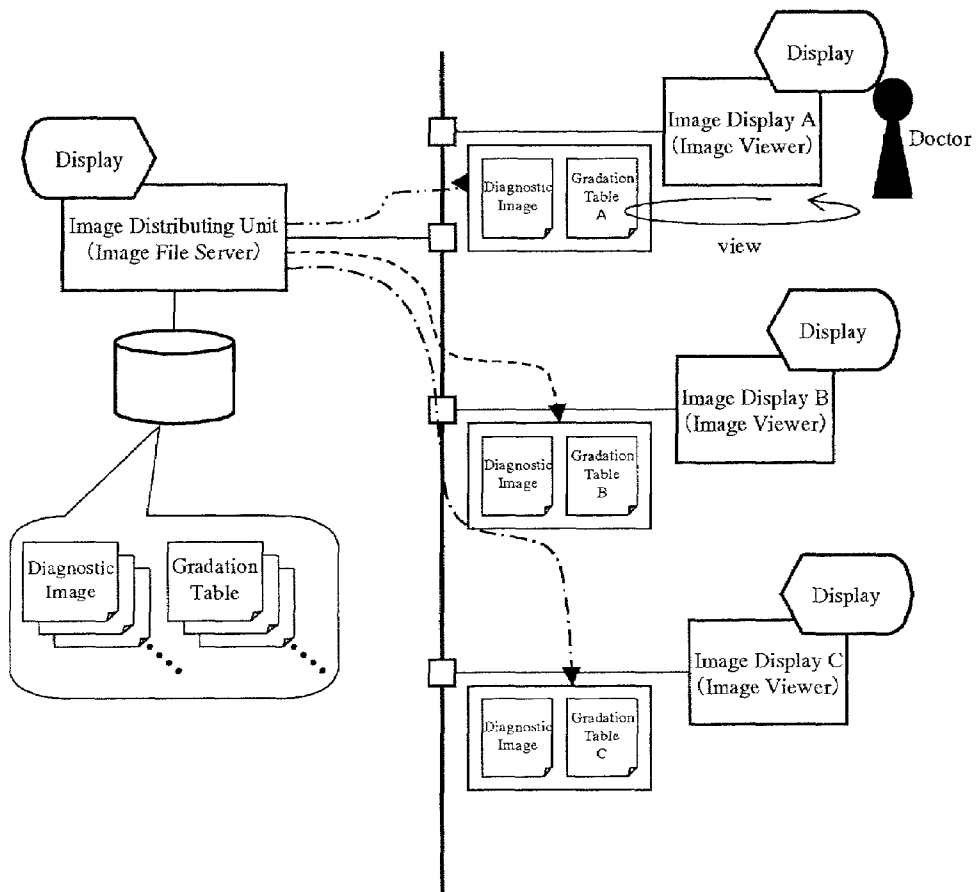 Display
Image Display A
(Image Viewer)
Doctor
Display
Image Distributing Unit
(Image File Server)
Diagnostic
Image
Gradation
Table
A
view
Display
Image Display B
(Image Viewer)
Diagnostic
Image
Gradation
Table
B
Diagnostic
Image
Gradation
Table
Display
Image Display C
(Image Viewer)
Diagnostic
Image
Gradation
Table
C